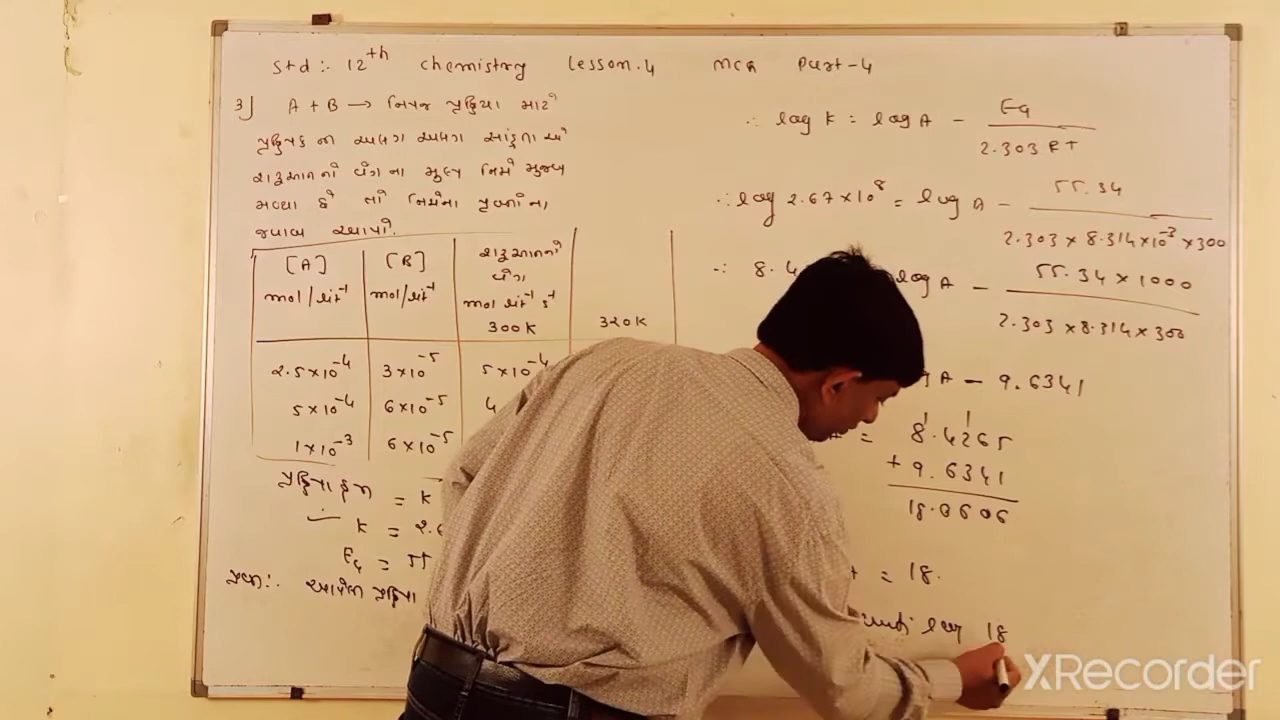 Std :- 12th Chemistry Lesson.4 MCQ Part-4
3] A + B → નિપજ પ્રક્રિયા માટે
પ્રક્રિયકના અલગ અલગ સાંદ્રતાએ
શરૂઆતનો વેગના મુલ્ય નિચે મુજબ
મળ્યા છે તો નિચેના પ્રશ્નોના
જવાબ આપો.
[A] mol/lit⁻¹
[B] mol/lit⁻¹
શરૂઆતનો વેગ mol lit⁻¹ s⁻¹
300K 320K
2.5×10⁻⁴ 3×10⁻⁵ 5×10⁻⁴
5×10⁻⁴ 6×10⁻⁵ 4
1×10⁻³ 6×10⁻⁵
પ્રક્રિયાક્રમ = K
K = 2.6
Ea = 55
પ્રશ્ન:-
∴ log K = log A - Ea / 2.303 RT
∴ log 2.67×10⁸ = log A - 55.34 / 2.303 × 8.314×10⁻³ × 300
∴ 8.4 log A - 55.34 × 1000 / 2.303 × 8.314 × 300
g A - 9.6341
= 8.4265
+ 9.6341
18.0606
= 18.
Anti log 18
XRecorder